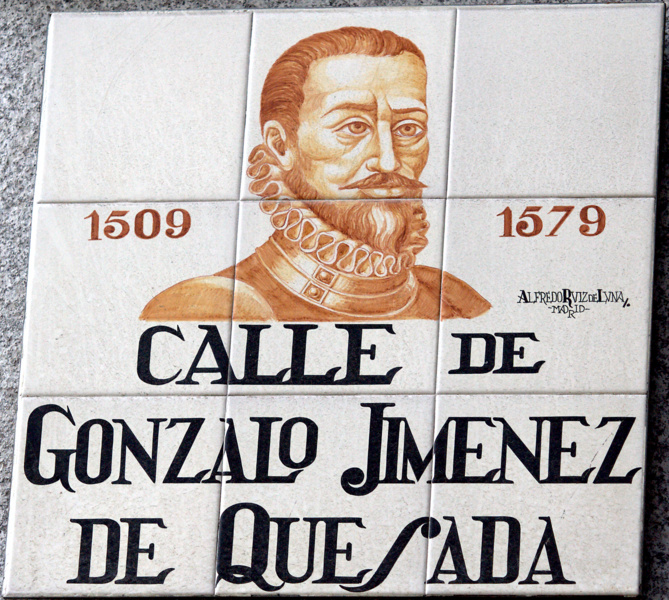 1509
1579
ALFREDO RUIZ DE LUNA
-MADRID-
CALLE DE
GONZALO JIMENEZ
DE QUESADA